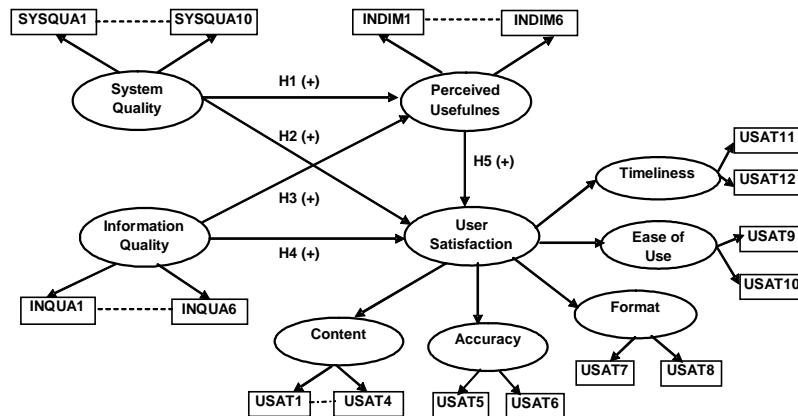 SYSQUA1
SYSQUA10
INDIM1
INDIM6
System
Quality
H1 (+)
Perceived
Usefulnes
H2 (+)
H5 (+)
USAT11
Timeliness
USAT12
H3 (+)
Information
Quality
User
Satisfaction
H4 (+)
Ease of
Use
USAT9
USAT10
INQUA1
INQUA6
Content
Accuracy
Format
USAT1
USAT4
USAT5
USAT6
USAT7
USAT8